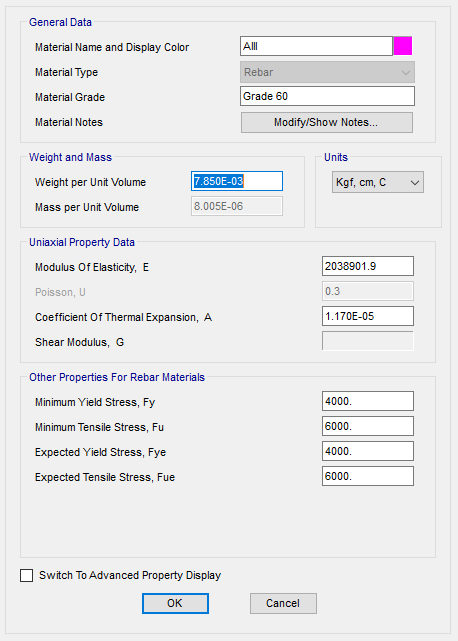 General Data
Material Name and Display Color AIII
Material Type Rebar
Material Grade Grade 60
Material Notes Modify/Show Notes...
Weight and Mass
Weight per Unit Volume 7.850E-03
Mass per Unit Volume 8.005E-06
Units
Kgf, cm, C
Uniaxial Property Data
Modulus Of Elasticity, E 2038901.9
Poisson, U 0.3
Coefficient Of Thermal Expansion, A 1.170E-05
Shear Modulus, G
Other Properties For Rebar Materials
Minimum Yield Stress, Fy 4000.
Minimum Tensile Stress, Fu 6000.
Expected Yield Stress, Fye 4000.
Expected Tensile Stress, Fue 6000.
Switch To Advanced Property Display
OK Cancel